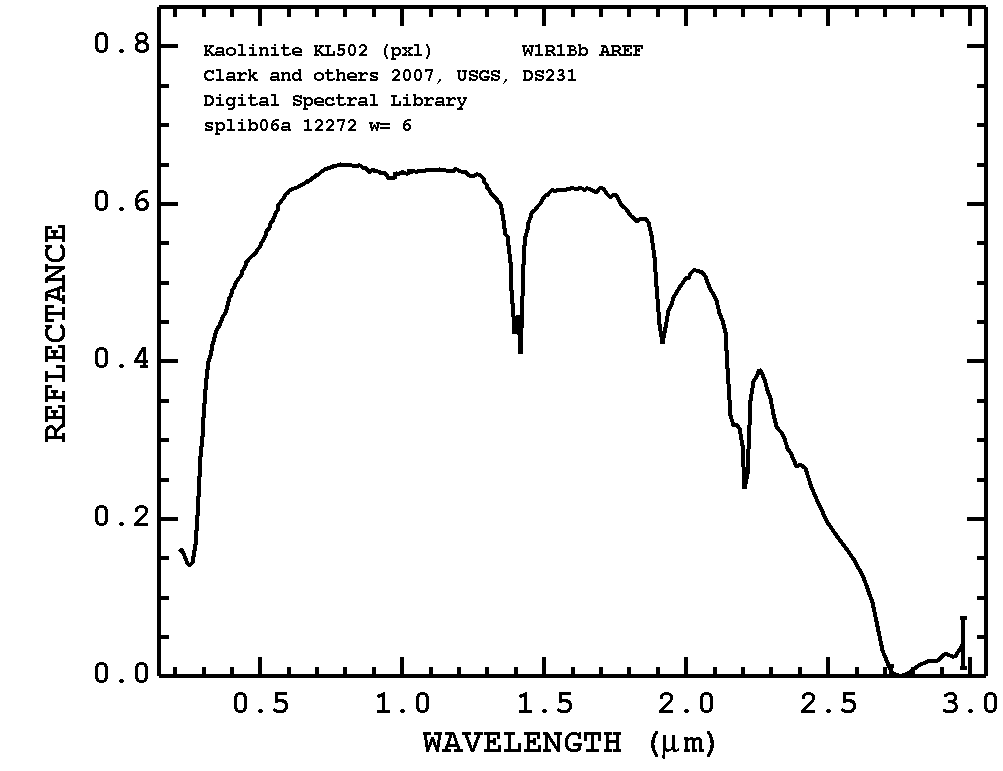 Kaolinite KL502 (pxl) W1R1Bb AREF
Clark and others 2007, USGS, DS231
Digital Spectral Library
splib06a 12272 w= 6
REFLECTANCE
0.8
0.6
0.4
0.2
0.0
0.5 1.0 1.5 2.0 2.5 3.0
WAVELENGTH (μm)